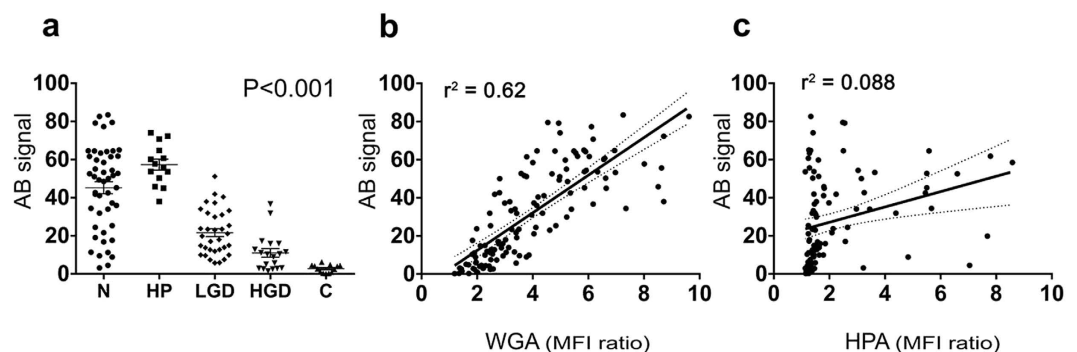 a
P<0.001
AB signal
100
80
60
40
20
0
N HP LGD HGD C
b
r² = 0.62
AB signal
100
80
60
40
20
0
0 2 4 6 8 10
WGA (MFI ratio)
c
r² = 0.088
AB signal
100
80
60
40
20
0
0 2 4 6 8 10
HPA (MFI ratio)